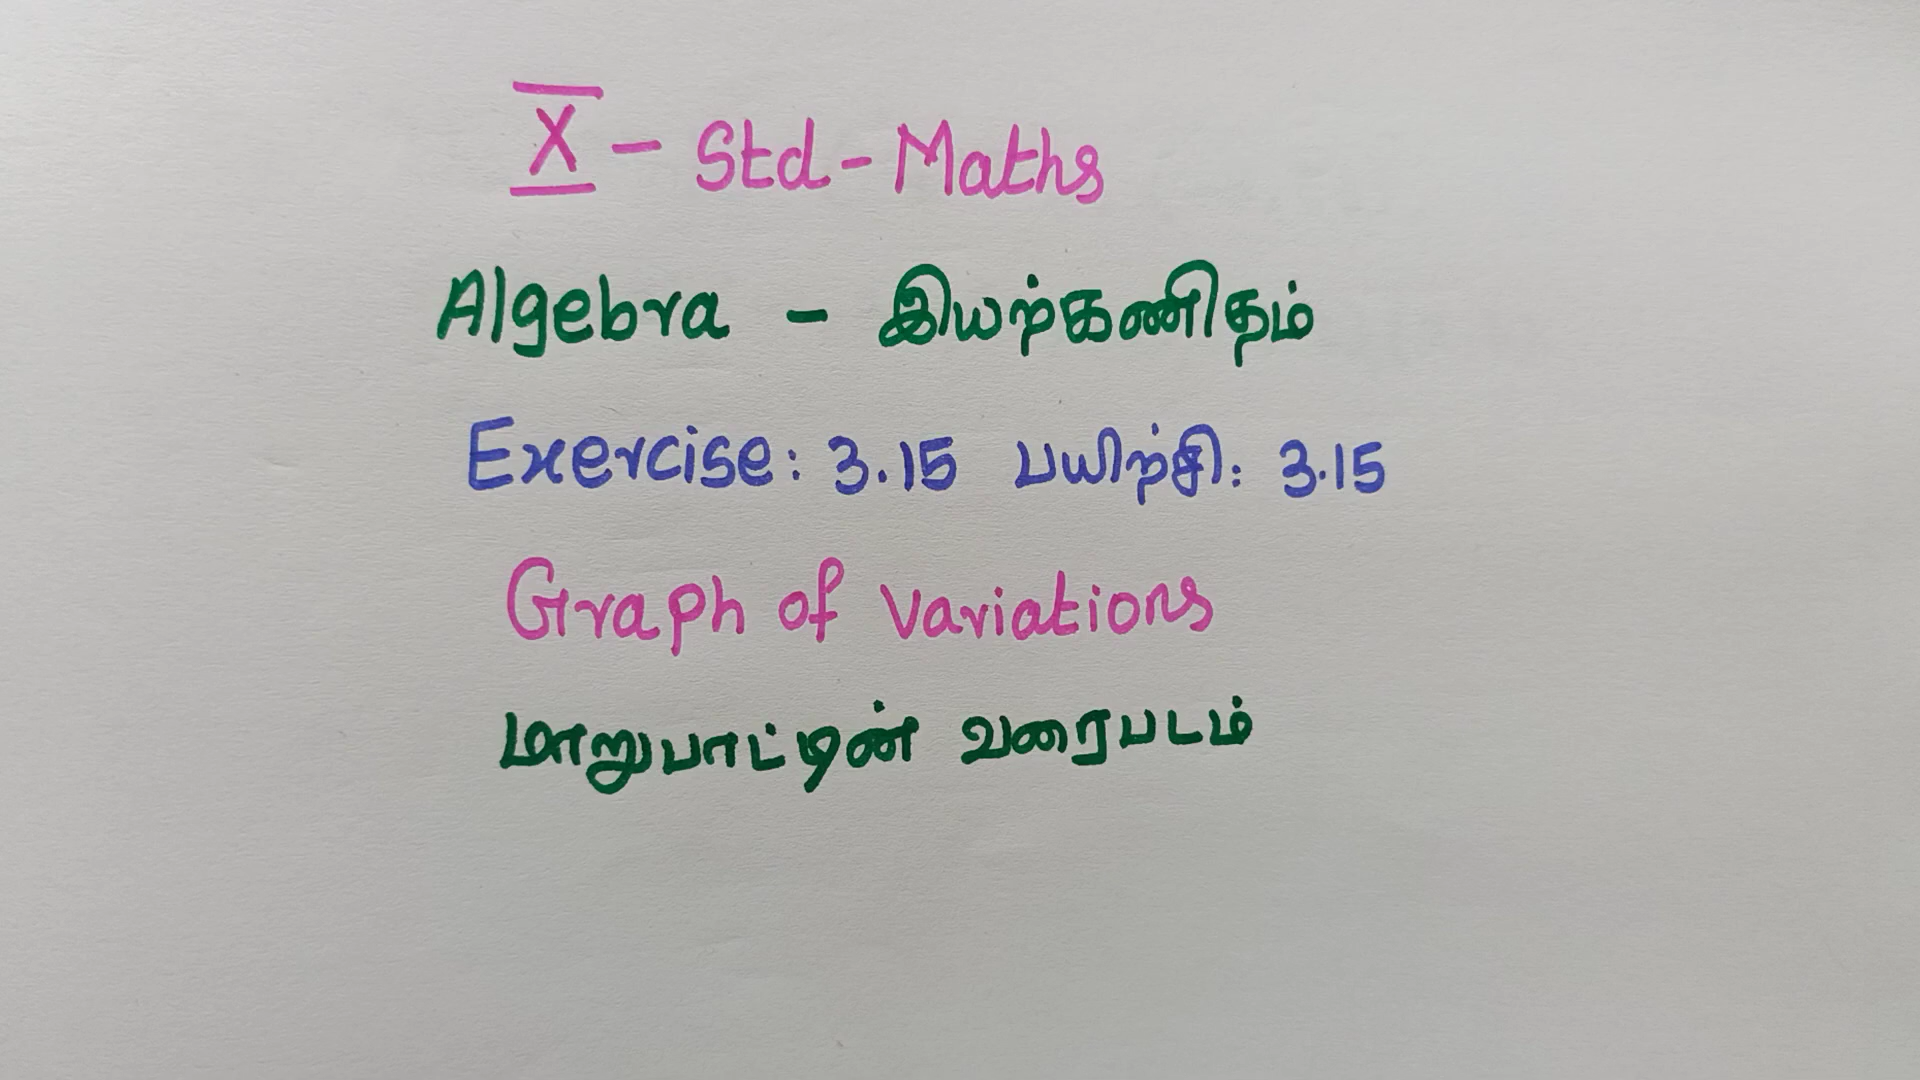 X - Std - Maths
Algebra - இயற்கணிதம்
Exercise: 3.15 பயிற்சி: 3.15
Graph of variations
மாறுபாட்டின் வரைபடம்